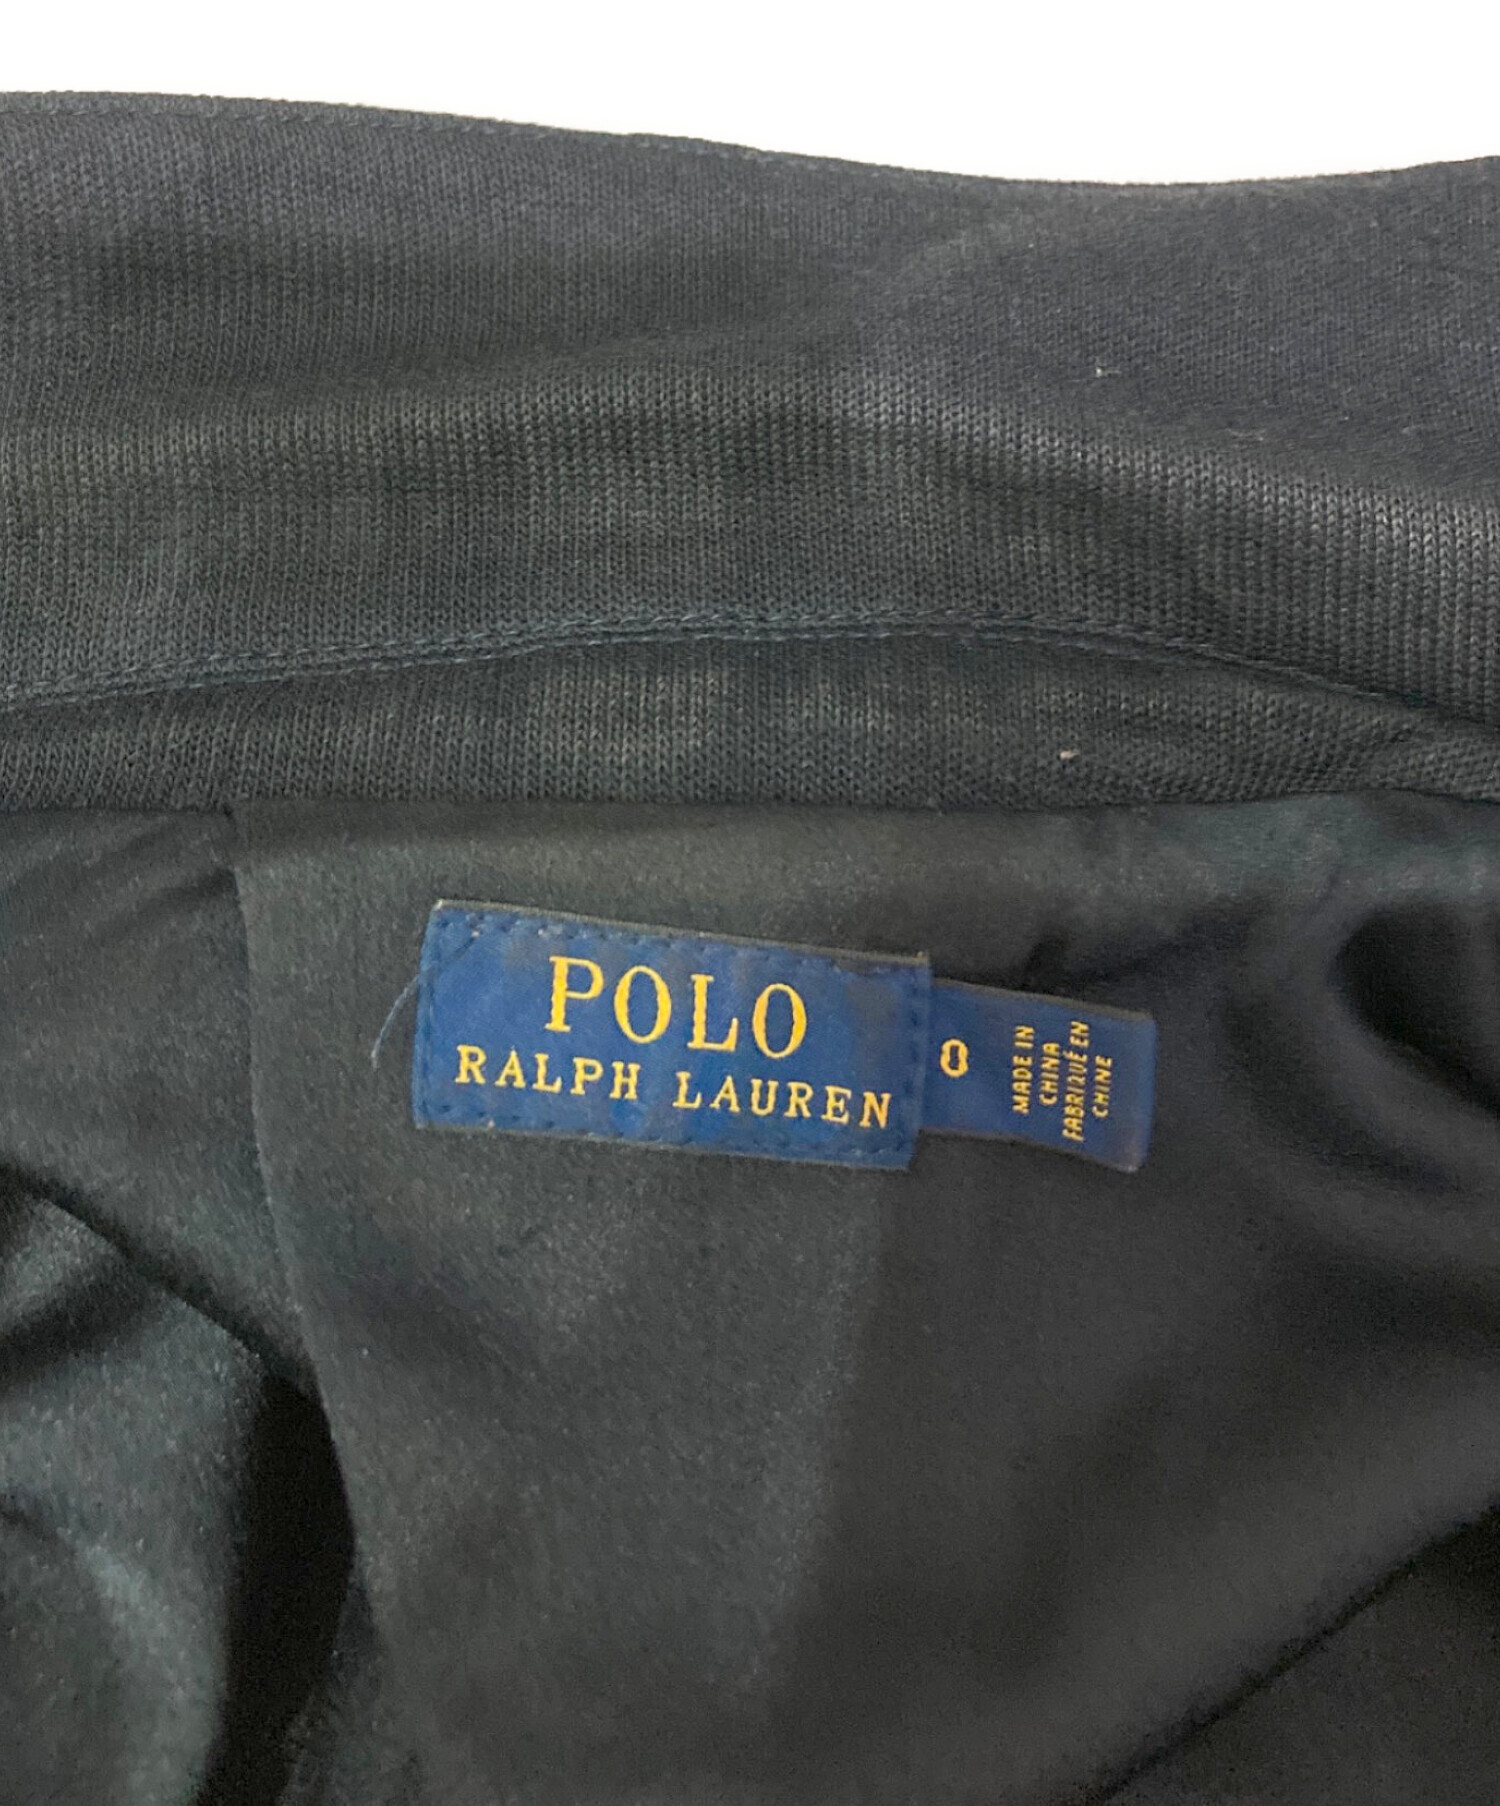 POLO
RALPH LAUREN
0
MADE IN
CHINA
FABRIQUÉ EN
CHINE